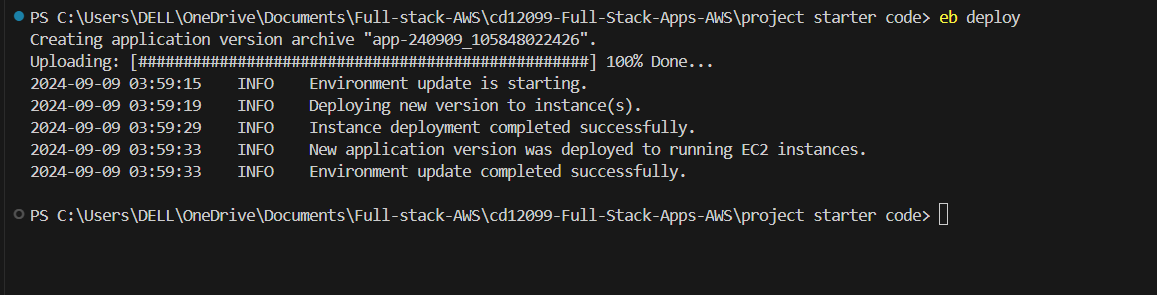 PS C:\Users\DELL\OneDrive\Documents\Full-stack-AWS\cd12099-Full-Stack-Apps-AWS\project starter code> eb deploy
Creating application version archive "app-240909_105848022426".
Uploading: [##################################################] 100% Done...
2024-09-09 03:59:15    INFO    Environment update is starting.
2024-09-09 03:59:19    INFO    Deploying new version to instance(s).
2024-09-09 03:59:29    INFO    Instance deployment completed successfully.
2024-09-09 03:59:33    INFO    New application version was deployed to running EC2 instances.
2024-09-09 03:59:33    INFO    Environment update completed successfully.
PS C:\Users\DELL\OneDrive\Documents\Full-stack-AWS\cd12099-Full-Stack-Apps-AWS\project starter code>